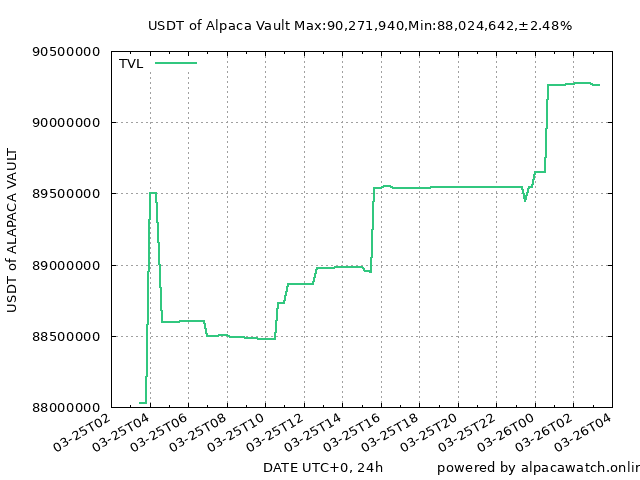 USDT of Alpaca Vault Max:90,271,940,Min:88,024,642,±2.48%
TVL
USDT of ALAPACA VAULT
90500000
90000000
89500000
89000000
88500000
88000000
03-25T02
03-25T04
03-25T06
03-25T08
03-25T10
03-25T12
03-25T14
03-25T16
03-25T18
03-25T20
03-25T22
03-26T00
03-26T02
03-26T04
DATE UTC+0, 24h
powered by alpacawatch.onlin